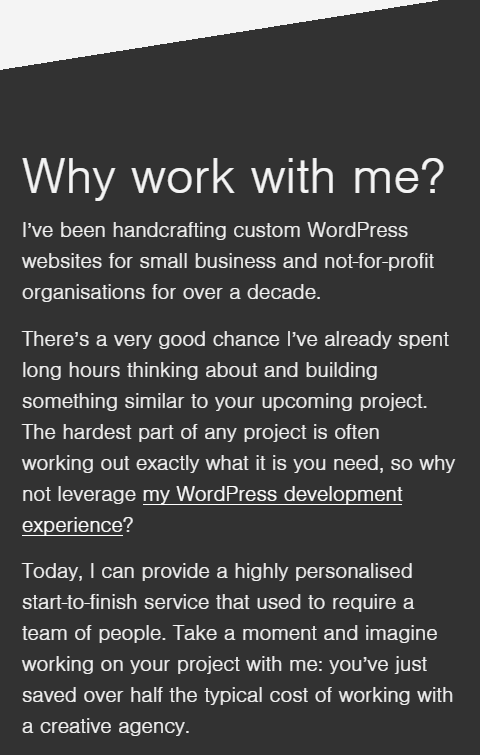 Why work with me?
I’ve been handcrafting custom WordPress
websites for small business and not-for-profit
organisations for over a decade.
There’s a very good chance I’ve already spent
long hours thinking about and building
something similar to your upcoming project.
The hardest part of any project is often
working out exactly what it is you need, so why
not leverage my WordPress development
experience?
Today, I can provide a highly personalised
start-to-finish service that used to require a
team of people. Take a moment and imagine
working on your project with me: you’ve just
saved over half the typical cost of working with
a creative agency.